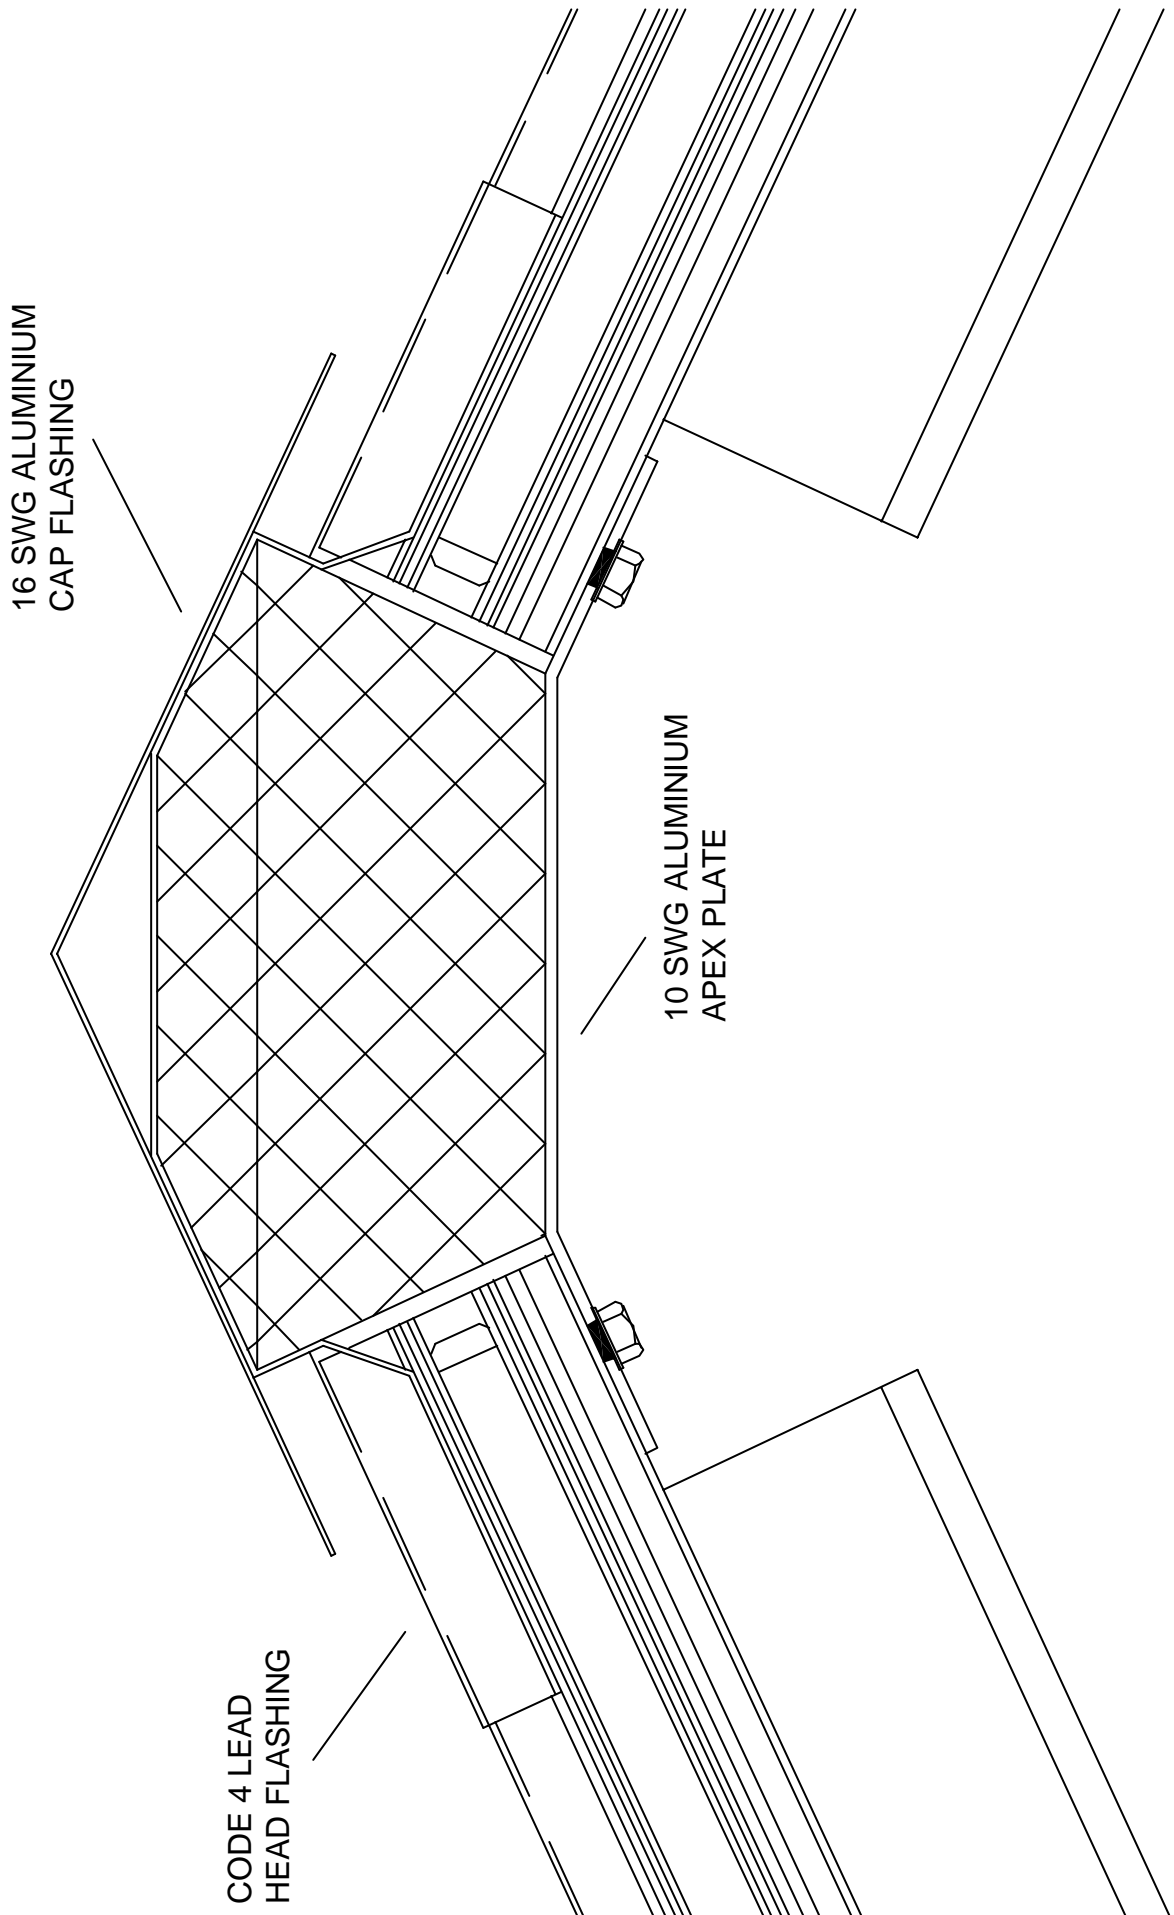 16 SWG ALUMINIUM
CAP FLASHING
10 SWG ALUMINIUM
APEX PLATE
CODE 4 LEAD
HEAD FLASHING